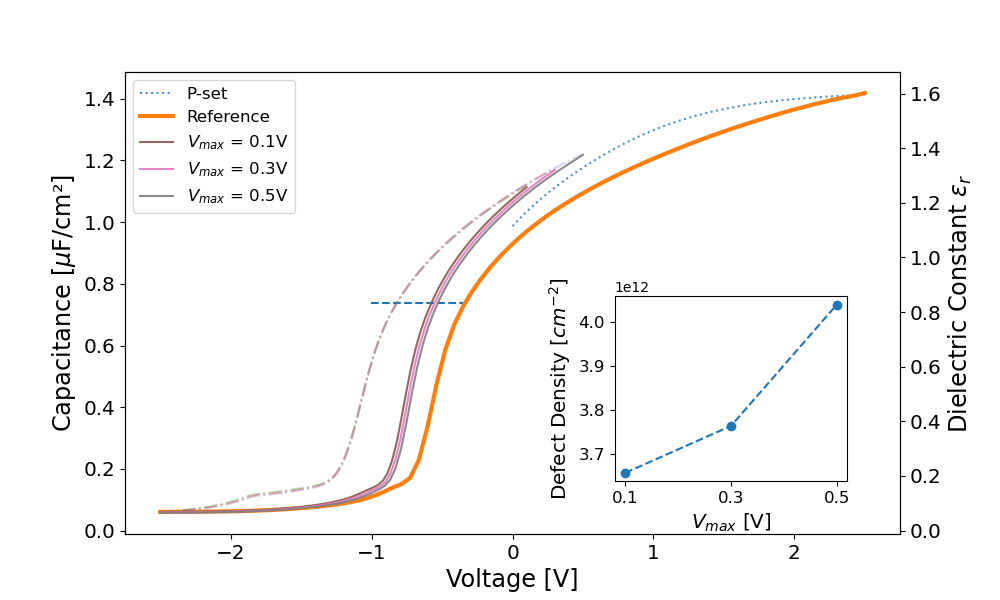 P-set
Reference
V_max = 0.1V
V_max = 0.3V
V_max = 0.5V
Capacitance [μF/cm²]
0.0
0.2
0.4
0.6
0.8
1.0
1.2
1.4
−2
−1
0
1
2
Voltage [V]
Dielectric Constant ε_r
0.0
0.2
0.4
0.6
0.8
1.0
1.2
1.4
1.6
1e12
Defect Density [cm⁻²]
4.0
3.9
3.8
3.7
0.1
0.3
0.5
V_max [V]